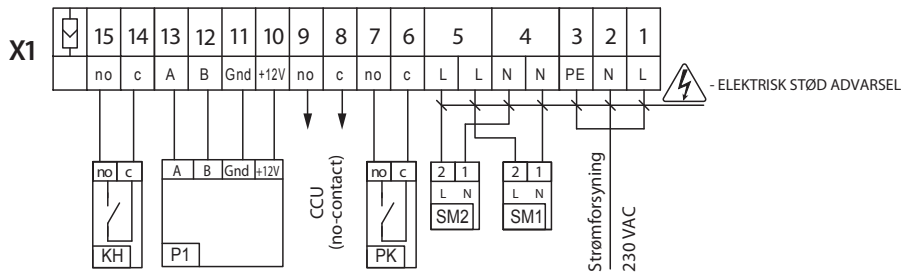 X1
15 14 13 12 11 10 9 8 7 6 5 4 3 2 1
no c A B Gnd +12V no c no c L L N N PE N L
- ELEKTRISK STØD ADVARSEL
no c
KH
A B Gnd +12V
P1
CCU
(no-contact)
no c
PK
2 1
L N
SM2
2 1
L N
SM1
Strømforsyning
230 VAC